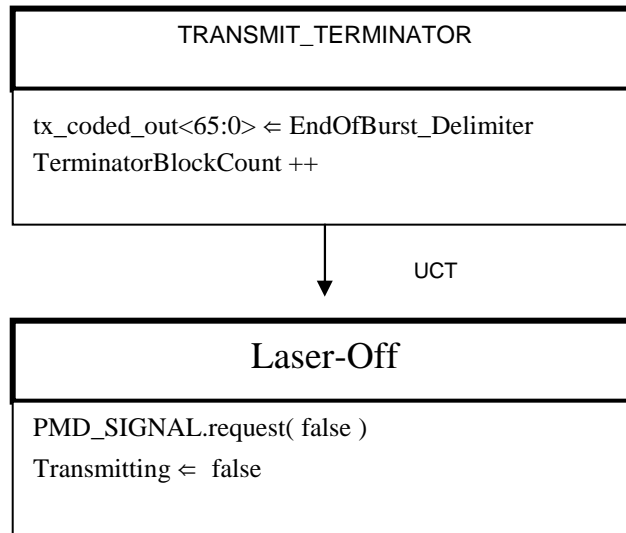 TRANSMIT_TERMINATOR
tx_coded_out<65:0> ⇐ EndOfBurst_Delimiter
TerminatorBlockCount ++
UCT
Laser-Off
PMD_SIGNAL.request( false )
Transmitting ⇐ false